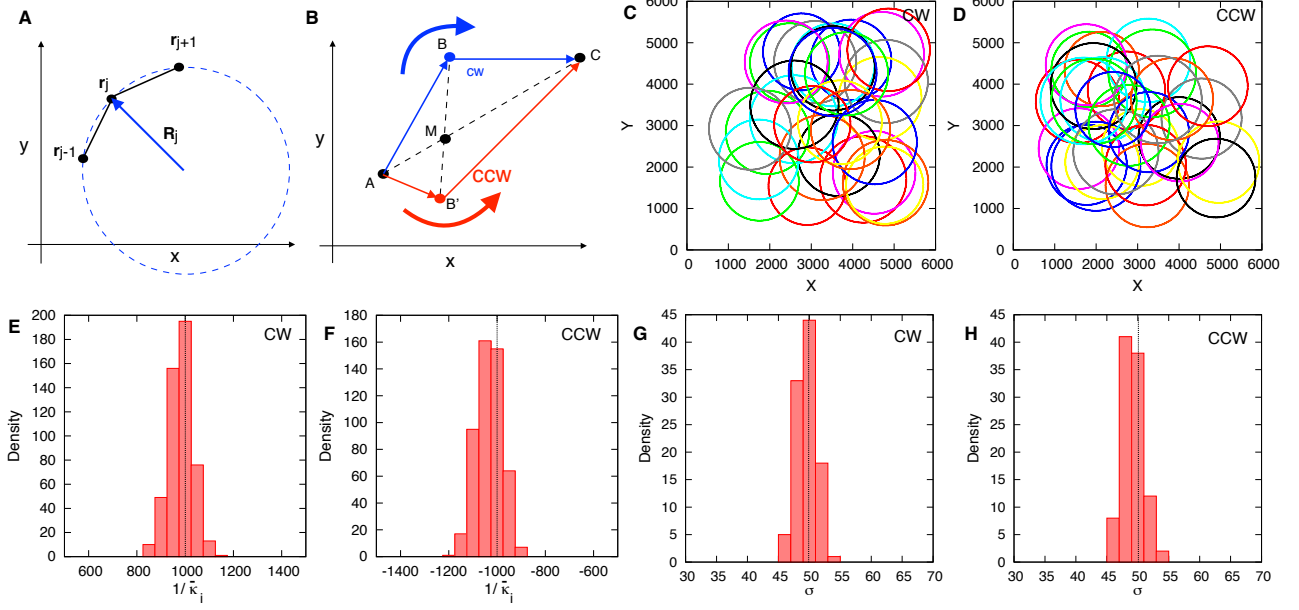 A
r_{j+1}
r_j
R_j
r_{j-1}
y
x
B
B
CW
C
M
A
B'
CCW
y
x
C
CW
6000
5000
4000
3000
2000
1000
0
Y
0 1000 2000 3000 4000 5000 6000
X
D
CCW
6000
5000
4000
3000
2000
1000
0
Y
0 1000 2000 3000 4000 5000 6000
X
E
CW
200
180
160
140
120
100
80
60
40
20
0
Density
600 800 1000 1200 1400
1/ κ̄_j
F
CCW
180
160
140
120
100
80
60
40
20
0
Density
-1400 -1200 -1000 -800 -600
1/ κ̄_j
G
CW
45
40
35
30
25
20
15
10
5
0
Density
30 35 40 45 50 55 60 65 70
σ
H
CCW
45
40
35
30
25
20
15
10
5
0
Density
30 35 40 45 50 55 60 65 70
σ